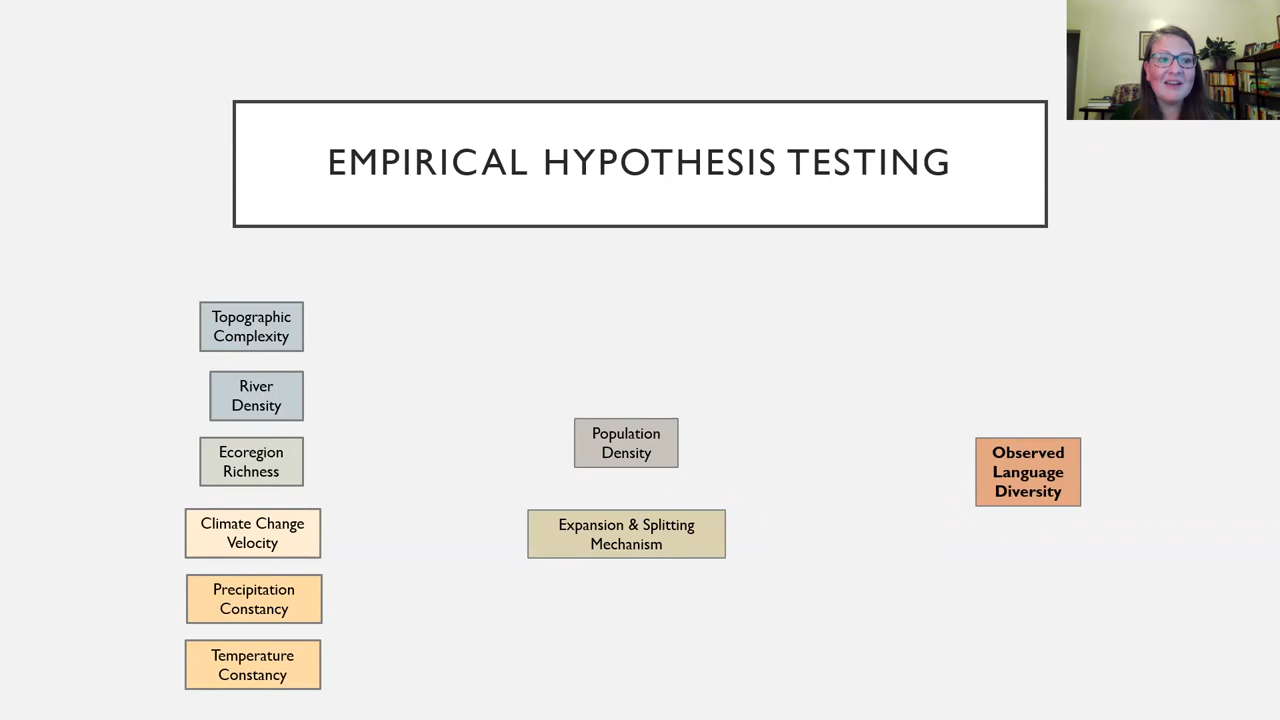 EMPIRICAL HYPOTHESIS TESTING
Topographic
Complexity
River
Density
Ecoregion
Richness
Climate Change
Velocity
Precipitation
Constancy
Temperature
Constancy
Population
Density
Expansion & Splitting
Mechanism
Observed
Language
Diversity